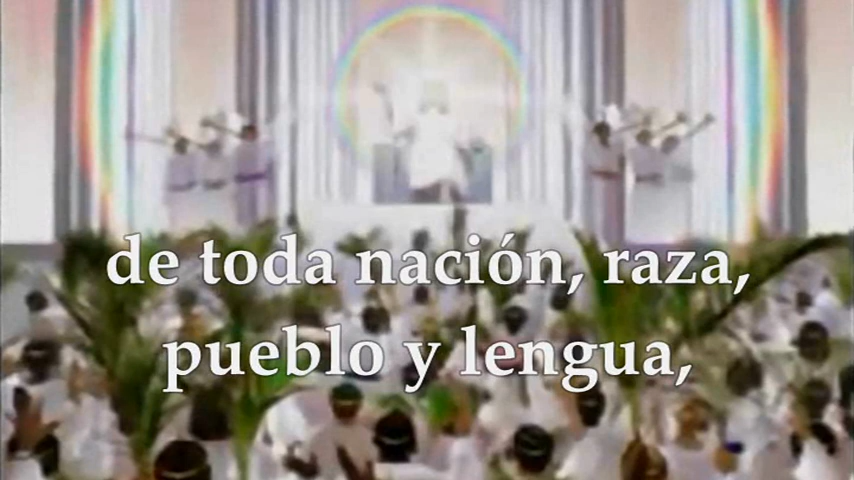 de toda nación, raza,
pueblo y lengua,